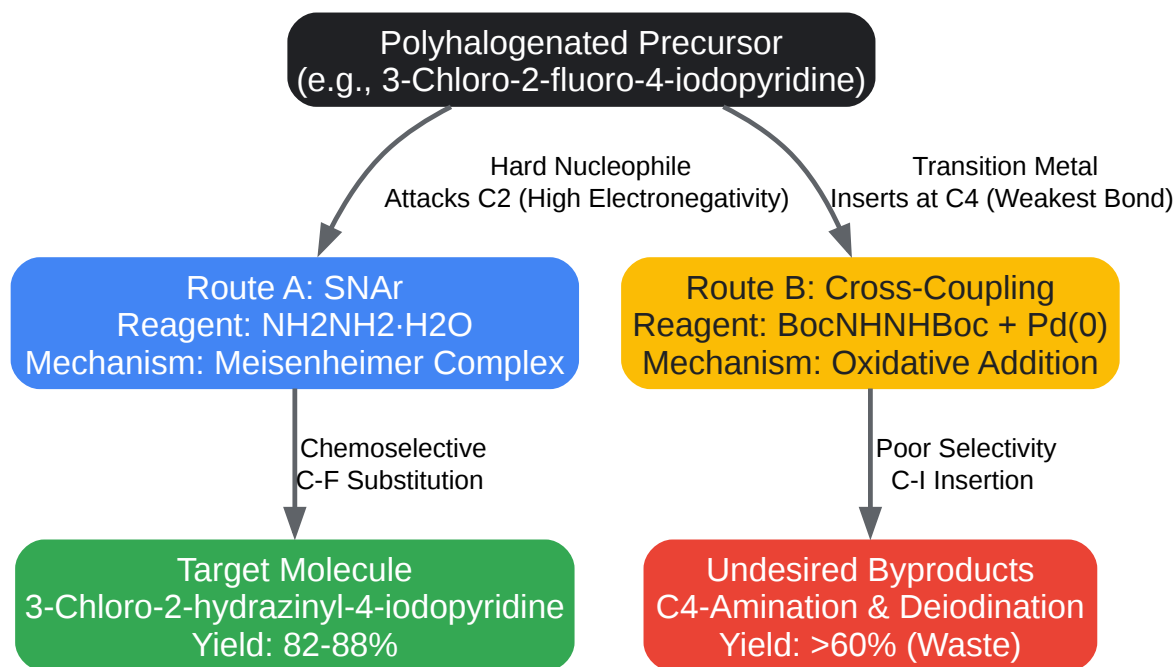 Polyhalogenated Precursor
(e.g., 3-Chloro-2-fluoro-4-iodopyridine)
Hard Nucleophile
Attacks C2 (High Electronegativity)
Transition Metal
Inserts at C4 (Weakest Bond)
Route A: SNAr
Reagent: NH2NH2·H2O
Mechanism: Meisenheimer Complex
Route B: Cross-Coupling
Reagent: BocNHNHBoc + Pd(0)
Mechanism: Oxidative Addition
Chemoselective
C-F Substitution
Poor Selectivity
C-I Insertion
Target Molecule
3-Chloro-2-hydrazinyl-4-iodopyridine
Yield: 82-88%
Undesired Byproducts
C4-Amination & Deiodination
Yield: >60% (Waste)